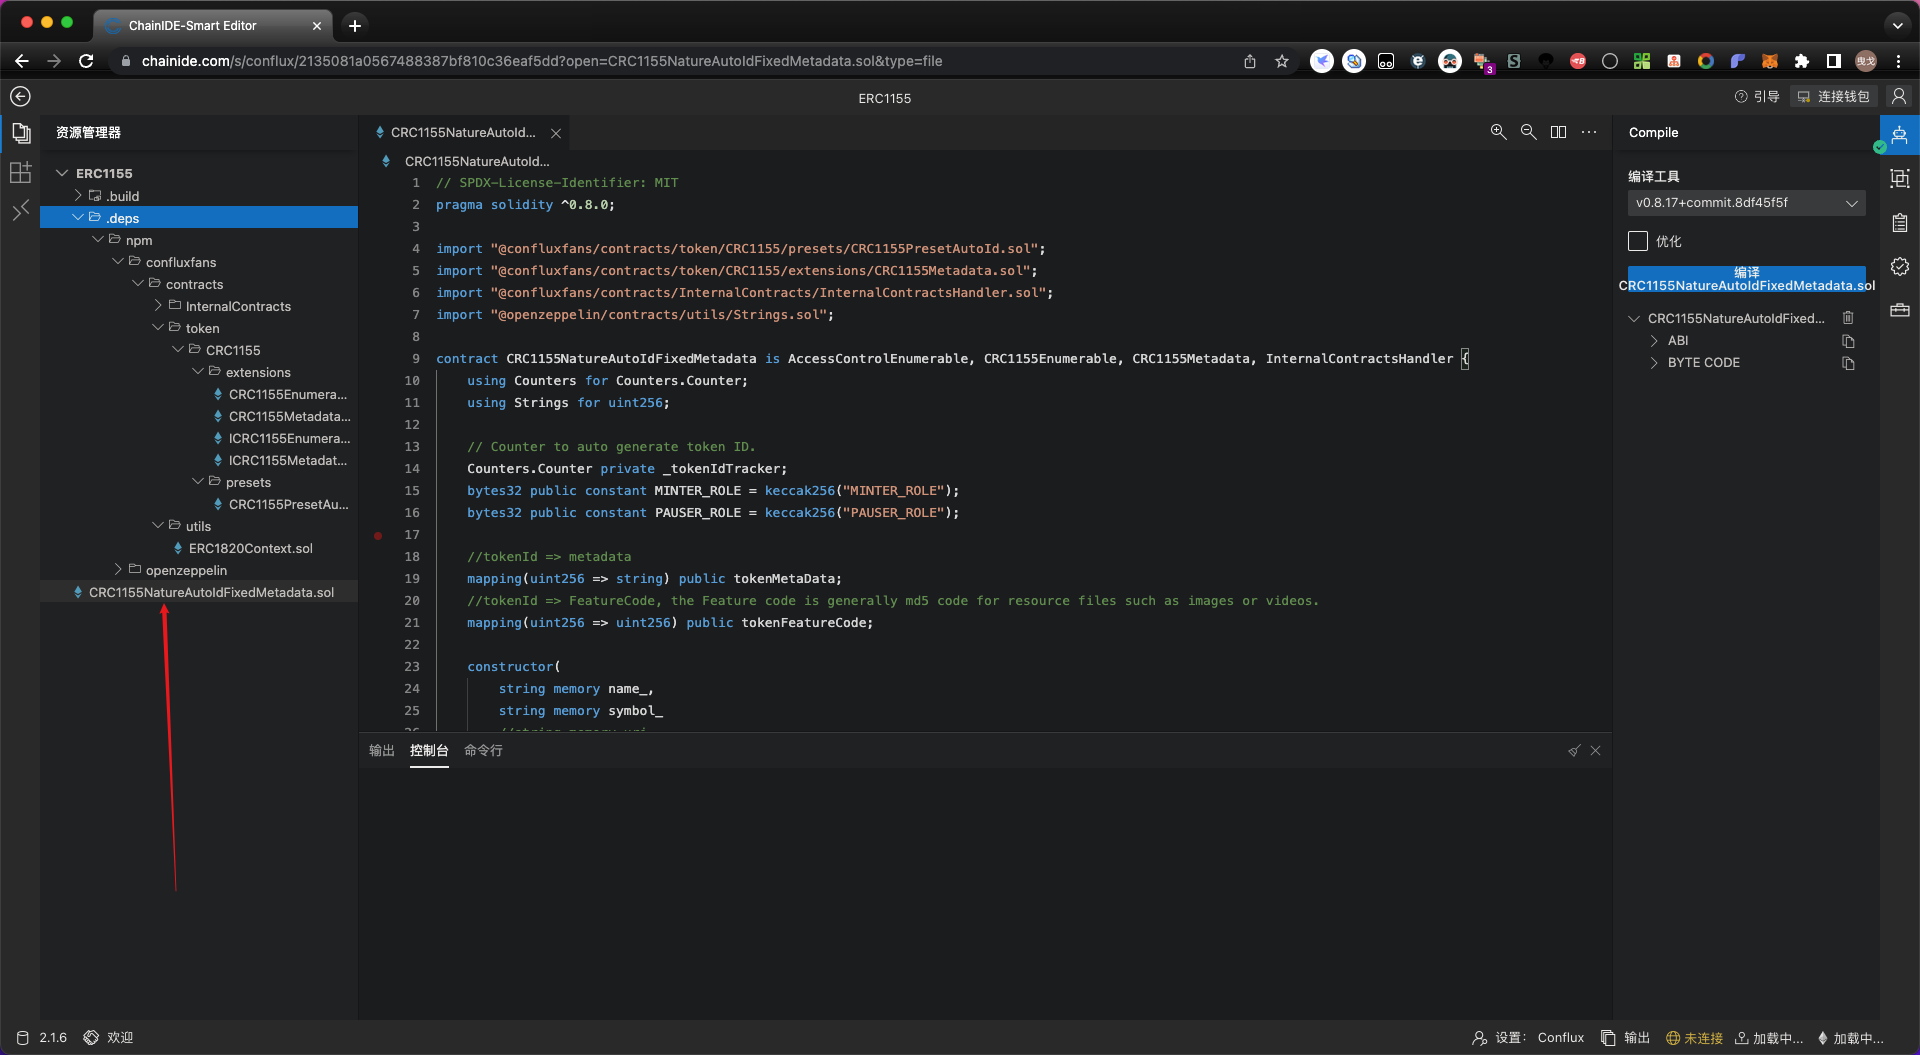 ChainIDE-Smart Editor
chainide.com/s/conflux/2135081a0567488387bf810c36eaf5dd?open=CRC1155NatureAutoIdFixedMetadata.sol&type=file
3
曳戈
ERC1155
引导
连接钱包
资源管理器
ERC1155
.build
.deps
npm
confluxfans
contracts
InternalContracts
token
CRC1155
extensions
CRC1155Enumera...
CRC1155Metadata...
ICRC1155Enumera...
ICRC1155Metadat...
presets
CRC1155PresetAu...
utils
ERC1820Context.sol
openzeppelin
CRC1155NatureAutoIdFixedMetadata.sol
CRC1155NatureAutoId...
CRC1155NatureAutoId...
1 // SPDX-License-Identifier: MIT
2 pragma solidity ^0.8.0;
3
4 import "@confluxfans/contracts/token/CRC1155/presets/CRC1155PresetAutoId.sol";
5 import "@confluxfans/contracts/token/CRC1155/extensions/CRC1155Metadata.sol";
6 import "@confluxfans/contracts/InternalContracts/InternalContractsHandler.sol";
7 import "@openzeppelin/contracts/utils/Strings.sol";
8
9 contract CRC1155NatureAutoIdFixedMetadata is AccessControlEnumerable, CRC1155Enumerable, CRC1155Metadata, InternalContractsHandler {
10 using Counters for Counters.Counter;
11 using Strings for uint256;
12
13 // Counter to auto generate token ID.
14 Counters.Counter private _tokenIdTracker;
15 bytes32 public constant MINTER_ROLE = keccak256("MINTER_ROLE");
16 bytes32 public constant PAUSER_ROLE = keccak256("PAUSER_ROLE");
17
18 //tokenId => metadata
19 mapping(uint256 => string) public tokenMetaData;
20 //tokenId => FeatureCode, the Feature code is generally md5 code for resource files such as images or videos.
21 mapping(uint256 => uint256) public tokenFeatureCode;
22
23 constructor(
24 string memory name_,
25 string memory symbol_
输出 控制台 命令行
Compile
编译工具
v0.8.17+commit.8df45f5f
优化
编译
CRC1155NatureAutoIdFixedMetadata.sol
CRC1155NatureAutoIdFixed...
ABI
BYTE CODE
2.1.6
欢迎
设置: Conflux
输出
未连接
加载中...
加载中...